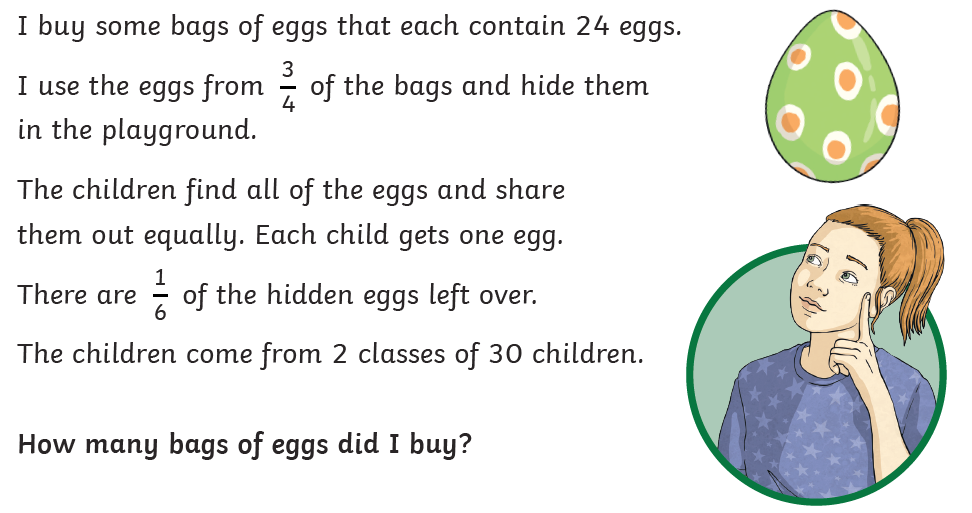 I buy some bags of eggs that each contain 24 eggs.
I use the eggs from 3/4 of the bags and hide them
in the playground.
The children find all of the eggs and share
them out equally. Each child gets one egg.
There are 1/6 of the hidden eggs left over.
The children come from 2 classes of 30 children.
How many bags of eggs did I buy?